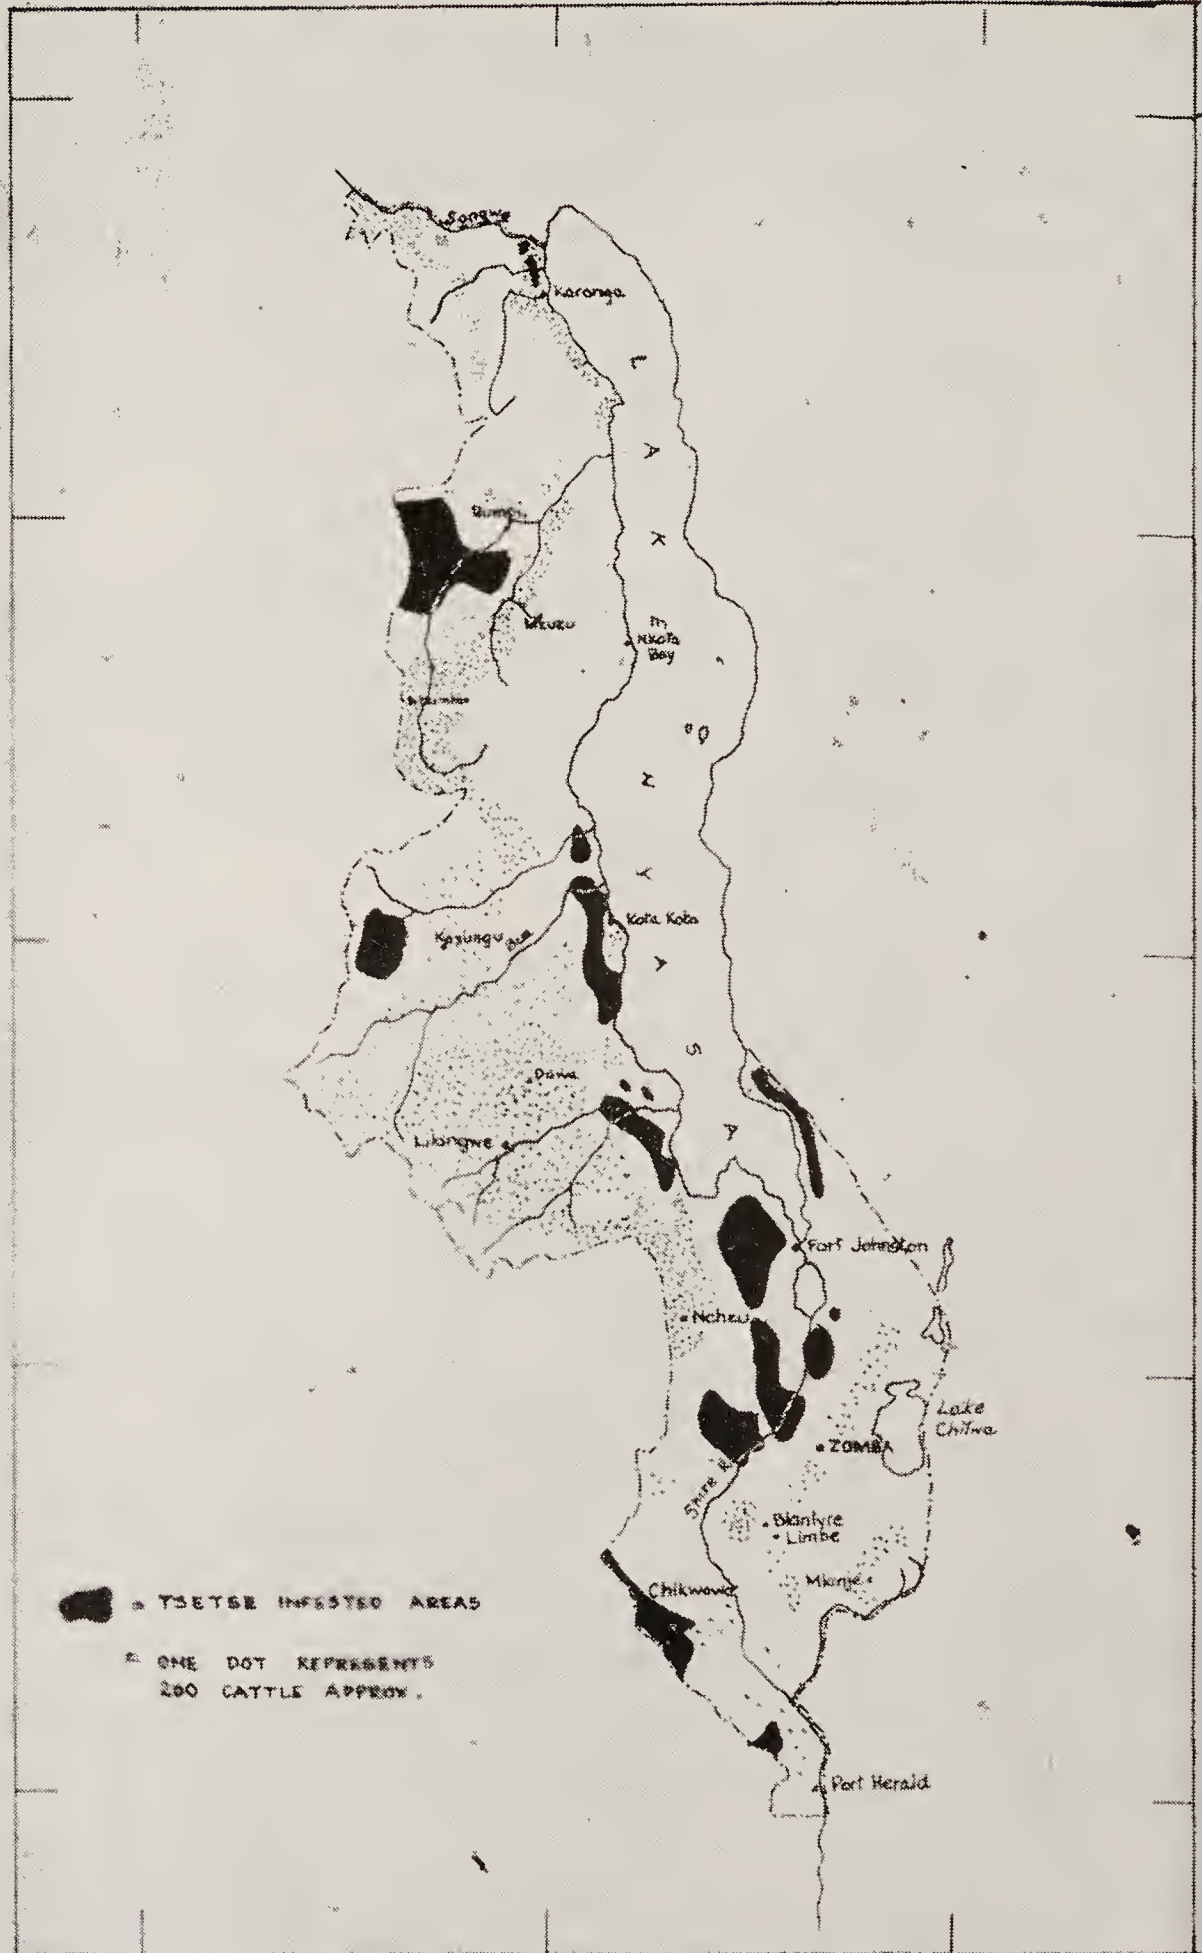 Songwe
Karonga
L
A
K
E
Rumpi
Mzuzu
Nkata
Bay
N
Y
Kota Kota
Kasungu
A
S
Dowa
A
Lilongwe
Fort Johnston
Ncheu
Lake
Chilwa
ZOMBA
Shire R
Blantyre
Limbe
Chikwawa
Mlanje
= TSETSE INFESTED AREAS
= ONE DOT REPRESENTS
200 CATTLE APPROX.
Port Herald